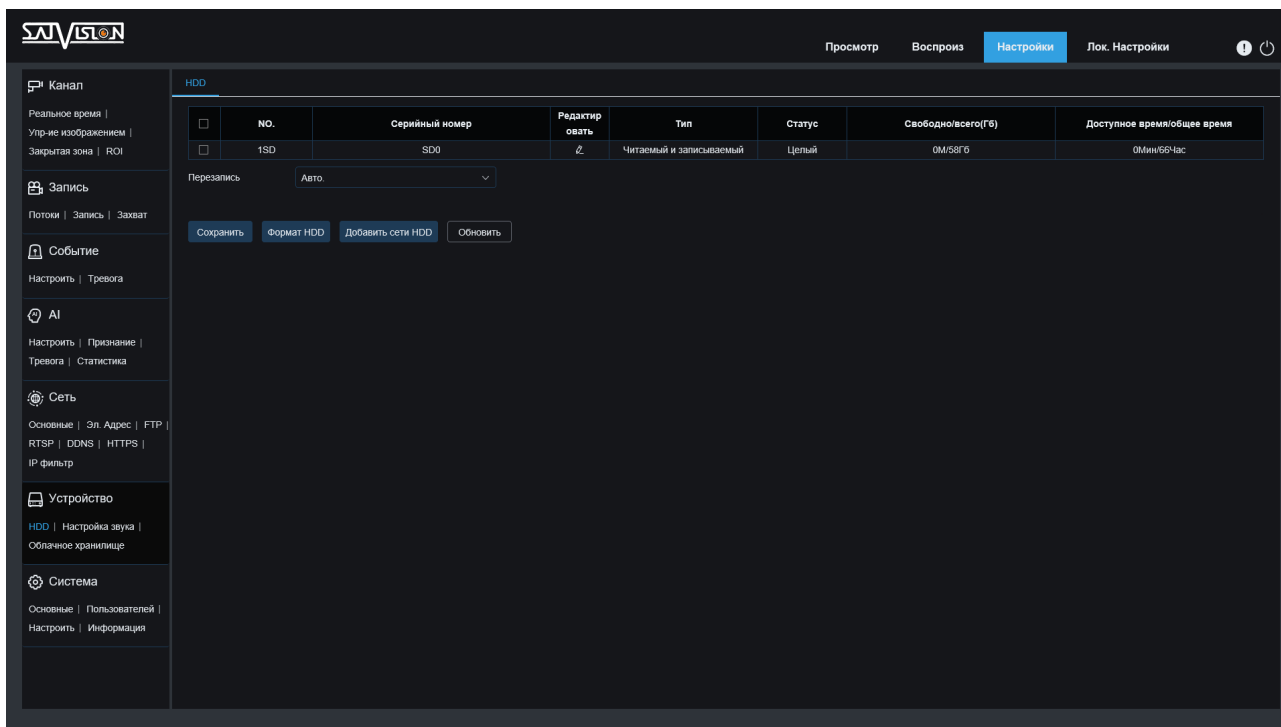 SATVISION
Просмотр Воспроиз Настройки Лок. Настройки
Канал
Реальное время |
Упр-ие изображением |
Закрытая зона | ROI
Запись
Потоки | Запись | Захват
Событие
Настроить | Тревога
AI
Настроить | Признание |
Тревога | Статистика
Сеть
Основные | Эл. Адрес | FTP |
RTSP | DDNS | HTTPS |
IP фильтр
Устройство
HDD | Настройка звука |
Облачное хранилище
Система
Основные | Пользователей |
Настроить | Информация
HDD
NO. Серийный номер Редактир
овать Тип Статус Свободно/всего(Гб) Доступное время/общее время
1SD SD0 Читаемый и записываемый Целый 0М/58Гб 0Мин/66Час
Перезапись Авто.
Сохранить Формат HDD Добавить сети HDD Обновить